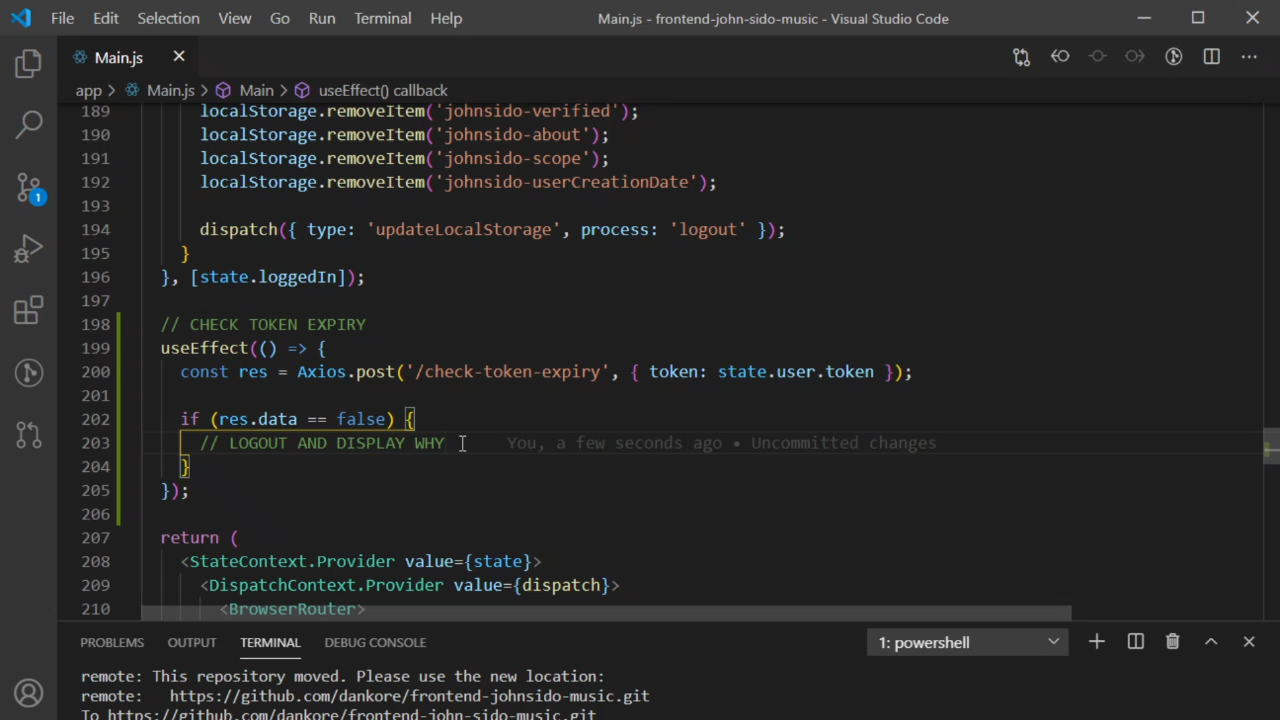 File Edit Selection View Go Run Terminal Help Main.js - frontend-john-sido-music - Visual Studio Code
Main.js
app > Main.js > Main > useEffect() callback
189 localStorage.removeItem('johnsido-verified');
190 localStorage.removeItem('johnsido-about');
191 localStorage.removeItem('johnsido-scope');
192 localStorage.removeItem('johnsido-userCreationDate');
193
194 dispatch({ type: 'updateLocalStorage', process: 'logout' });
195 }
196 }, [state.loggedIn]);
197
198 // CHECK TOKEN EXPIRY
199 useEffect(() => {
200 const res = Axios.post('/check-token-expiry', { token: state.user.token });
201
202 if (res.data == false) {
203 // LOGOUT AND DISPLAY WHY You, a few seconds ago • Uncommitted changes
204 }
205 });
206
207 return (
208 <StateContext.Provider value={state}>
209 <DispatchContext.Provider value={dispatch}>
210 <BrowserRouter>
1
PROBLEMS OUTPUT TERMINAL DEBUG CONSOLE 1: powershell
remote: This repository moved. Please use the new location:
remote: https://github.com/dankore/frontend-johnsido-music.git
To https://github.com/dankore/frontend-john-sido-music.git